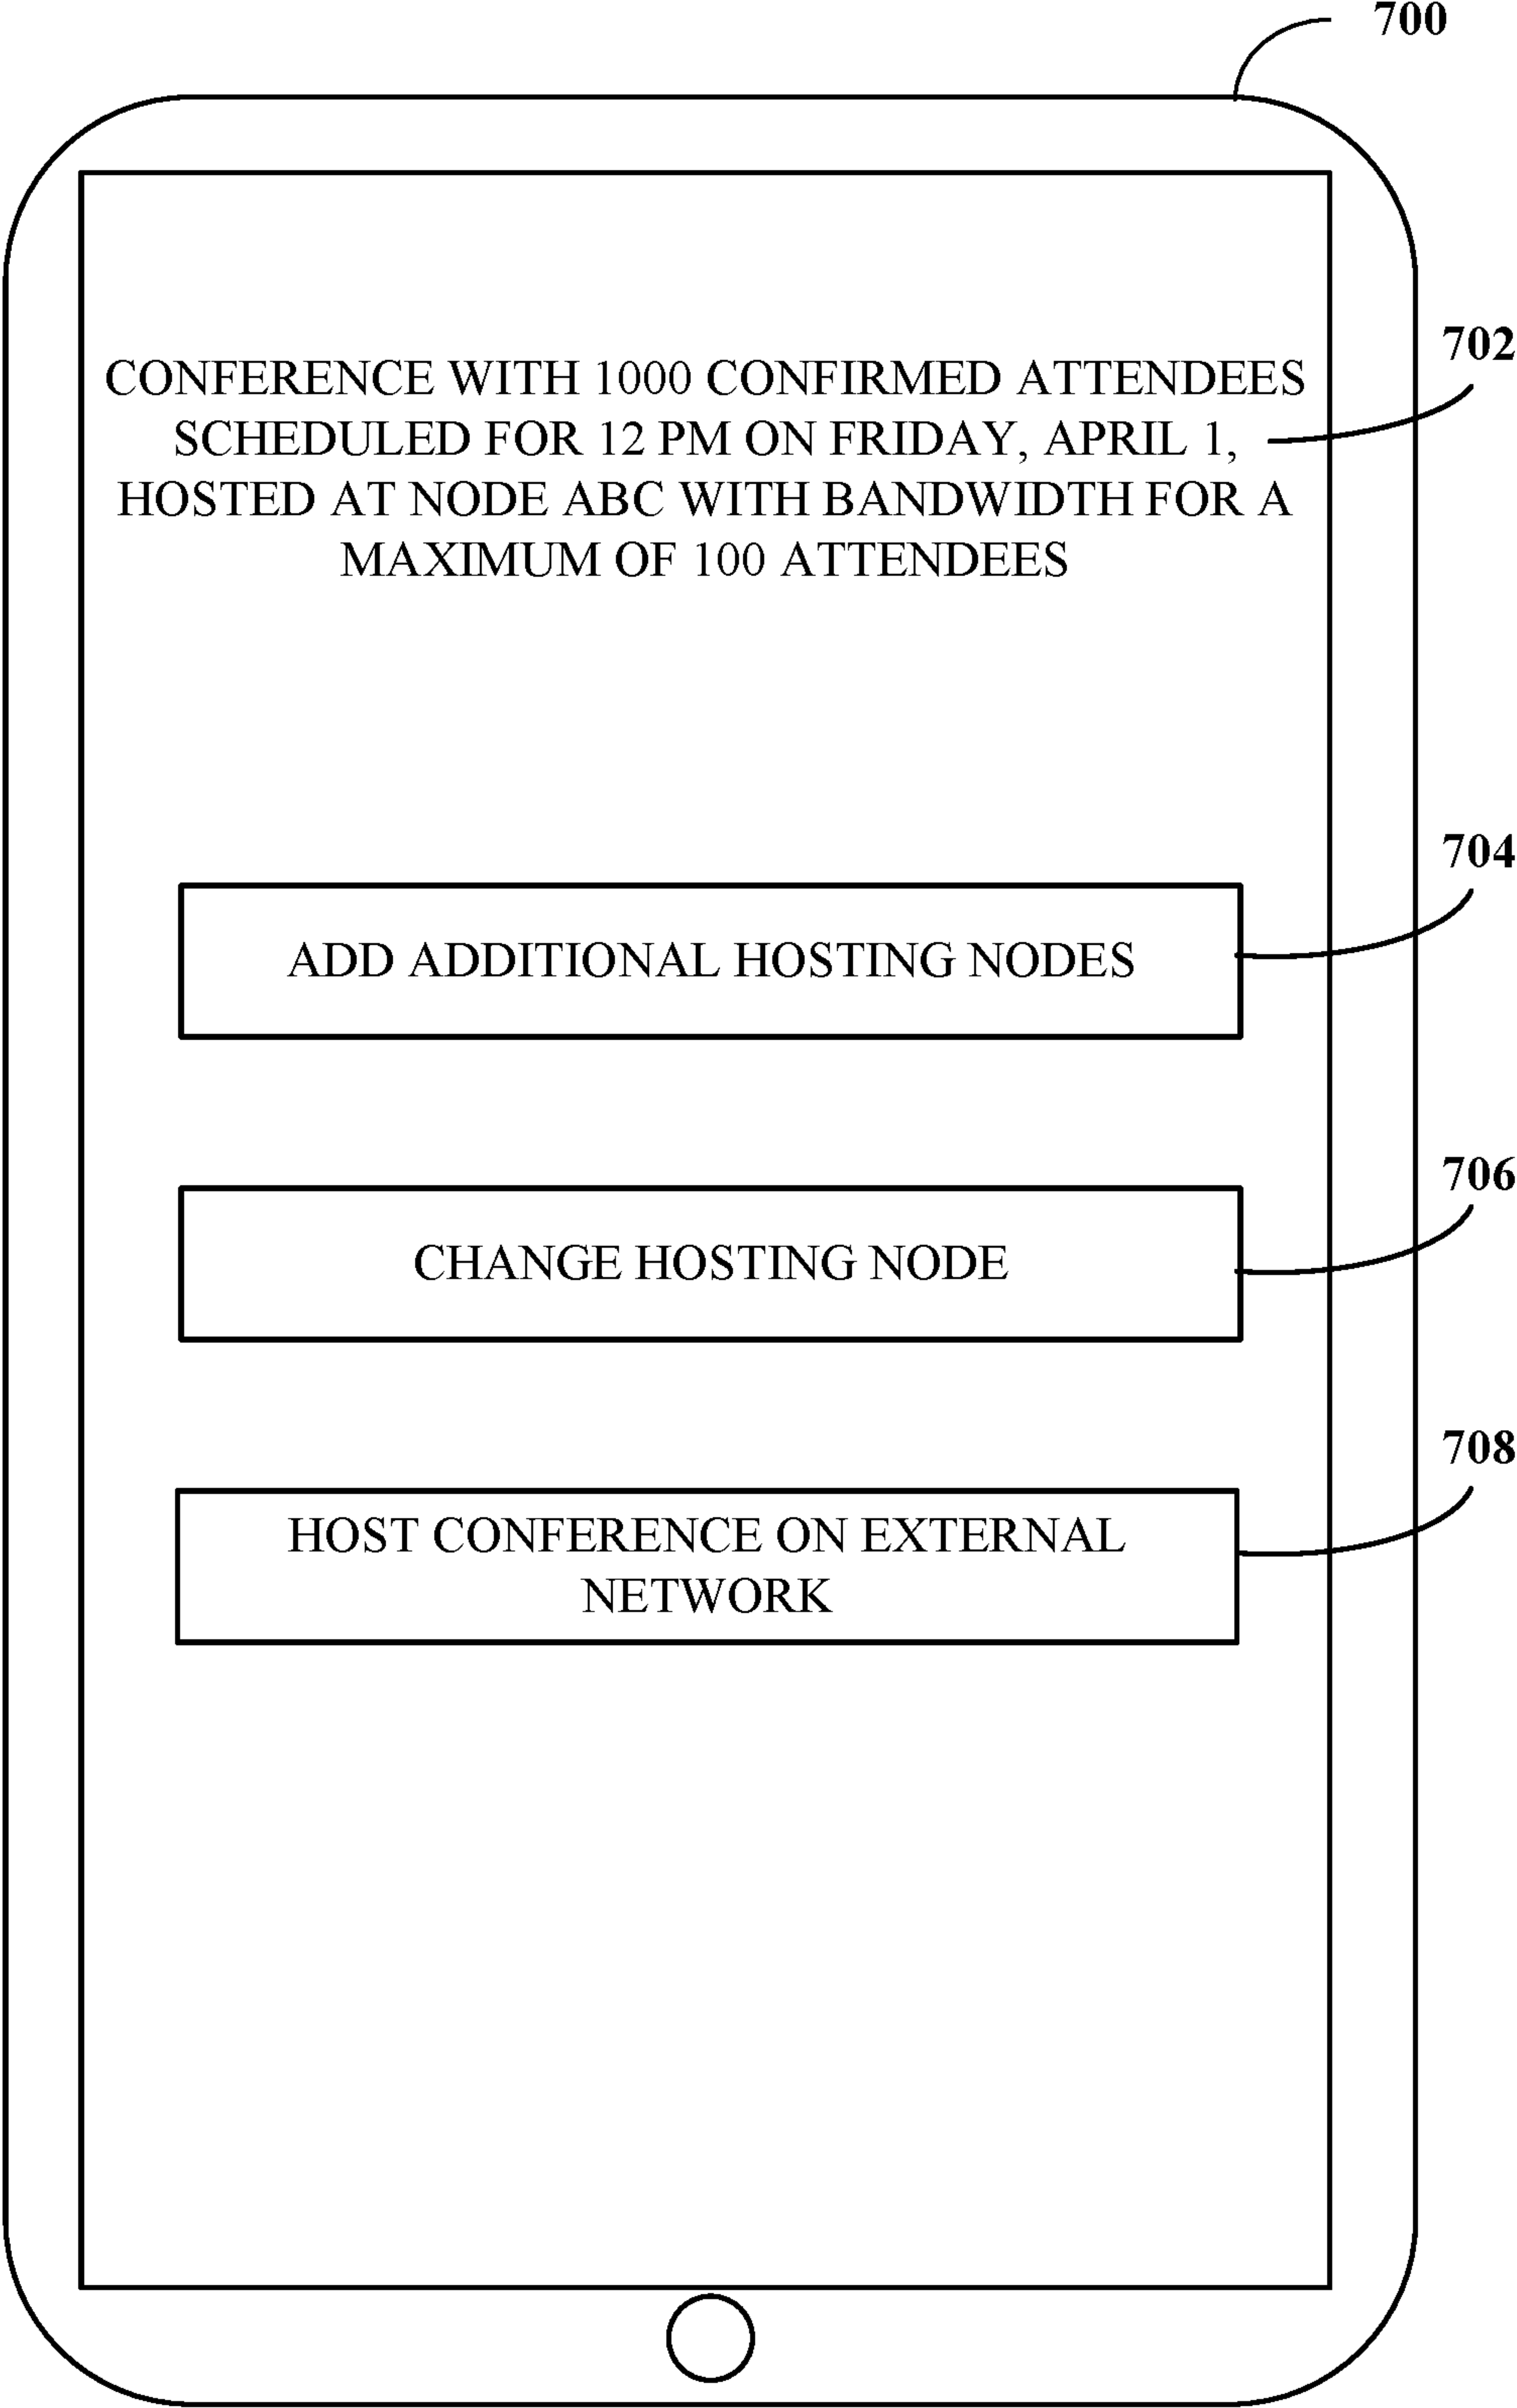 700
702
CONFERENCE WITH 1000 CONFIRMED ATTENDEES
SCHEDULED FOR 12 PM ON FRIDAY, APRIL 1,
HOSTED AT NODE ABC WITH BANDWIDTH FOR A
MAXIMUM OF 100 ATTENDEES
704
ADD ADDITIONAL HOSTING NODES
706
CHANGE HOSTING NODE
708
HOST CONFERENCE ON EXTERNAL
NETWORK